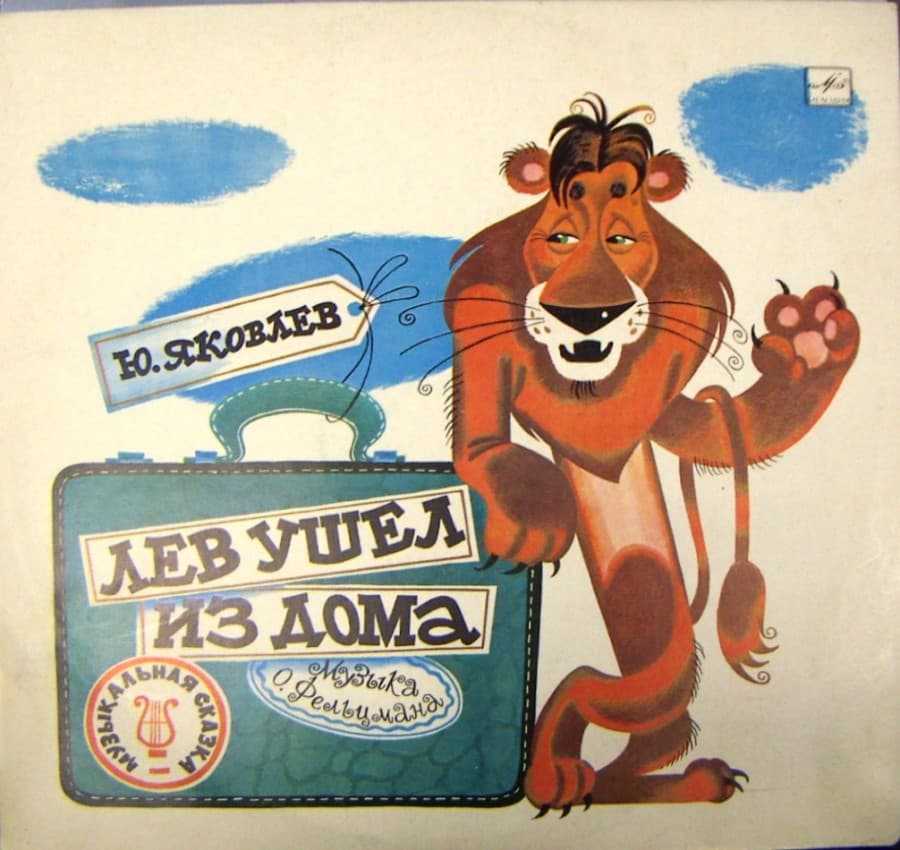 Ю. ЯКОВЛЕВ
ЛЕВ УШЕЛ
ИЗ ДОМА
Музыка
О. Фельцмана
МУЗЫКАЛЬНАЯ СКАЗКА